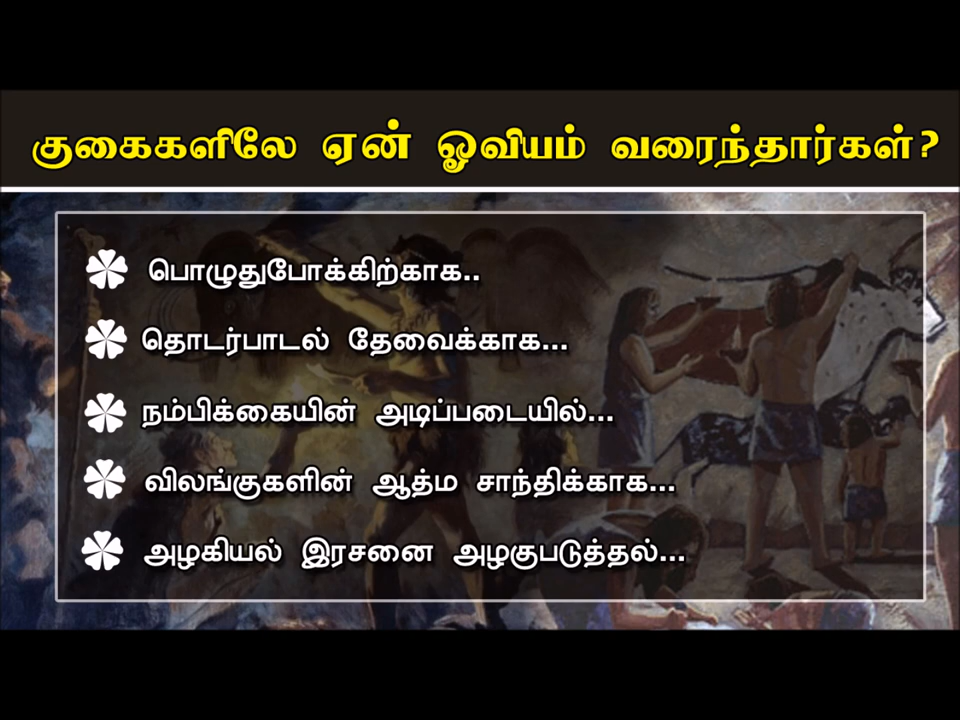 குகைகளிலே ஏன் ஓவியம் வரைந்தார்கள்?
பொழுதுபோக்கிற்காக..
தொடர்பாடல் தேவைக்காக...
நம்பிக்கையின் அடிப்படையில்...
விலங்குகளின் ஆத்ம சாந்திக்காக...
அழகியல் இரசனை அழகுபடுத்தல்...